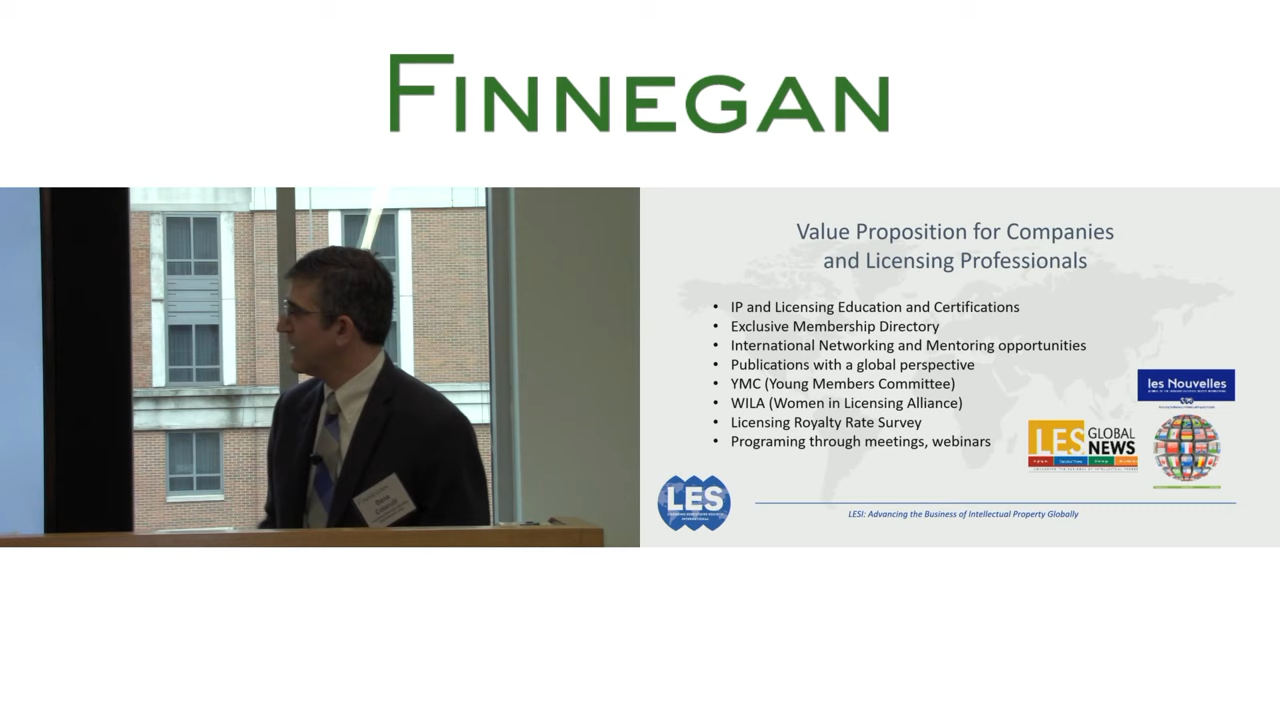 FINNEGAN
Value Proposition for Companies
and Licensing Professionals
• IP and Licensing Education and Certifications
• Exclusive Membership Directory
• International Networking and Mentoring opportunities
• Publications with a global perspective
• YMC (Young Members Committee)
• WILA (Women in Licensing Alliance)
• Licensing Royalty Rate Survey
• Programing through meetings, webinars
les Nouvelles
LES GLOBAL
NEWS
LES
LESI: Advancing the Business of Intellectual Property Globally